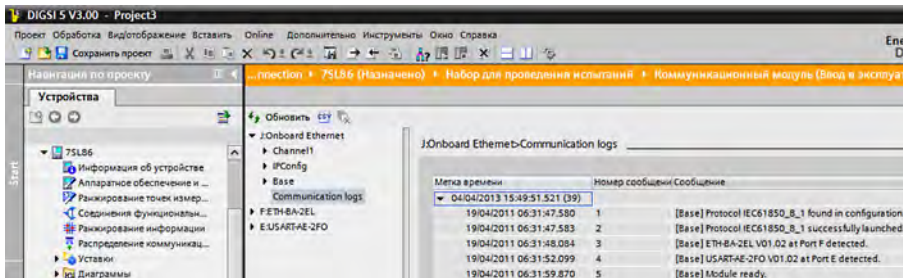 DIGSI 5 V3.00 - Project3
Проект Обработка Вид/отображение Вставить Online Дополнительно Инструменты Окно Справка
Ene
Сохранить проект
D
Навигация по проекту
...nnection 7SL86 (Назначено) Набор для проведения испытаний Коммуникационный модуль (Ввод в эксплуат
Устройства
Start
Обновить csv
J:Onboard Ethernet
Channel1
IPConfig
Base
Communication logs
F:ETH-BA-2EL
E:USART-AE-2FO
7SL86
Информация об устройстве
Аппаратное обеспечение и ...
Ранжирование точек измер...
Соединения функциональн...
Ранжирование информации
Распределение коммуникац...
Уставки
Диаграммы
J:Onboard Ethernet>Communication logs
Метка времени Номер сообщени Сообщение
04/04/2013 15:49:51.521 (39)
19/04/2011 06:31:47.580 1 [Base] Protocol IEC61850_8_1 found in configuration
19/04/2011 06:31:47.583 2 [Base] Protocol IEC61850_8_1 successfully launched
19/04/2011 06:31:48.084 3 [Base] ETH-BA-2EL V01.02 at Port F detected.
19/04/2011 06:31:52.099 4 [Base] USART-AE-2FO V01.02 at Port E detected.
19/04/2011 06:31:59.870 5 [Base] Module ready.